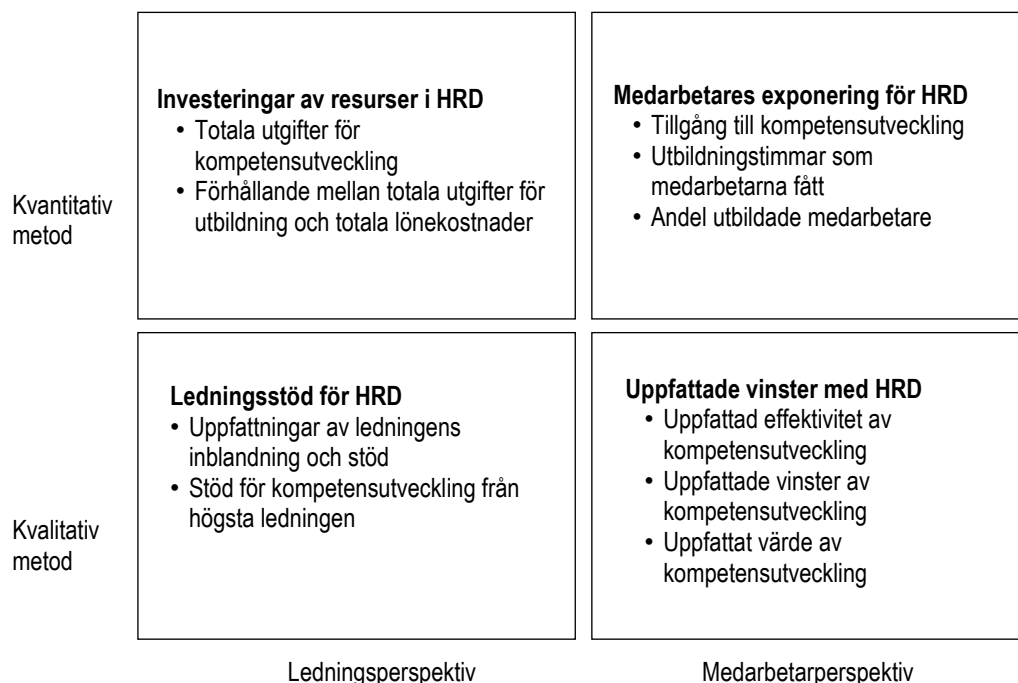 Investeringar av resurser i HRD
• Totala utgifter för
kompetensutveckling
• Förhållande mellan totala utgifter för
utbildning och totala lönekostnader
Medarbetares exponering för HRD
• Tillgång till kompetensutveckling
• Utbildningstimmar som
medarbetarna fått
• Andel utbildade medarbetare
Kvantitativ
metod
Ledningsstöd för HRD
• Uppfattningar av ledningens
inblandning och stöd
• Stöd för kompetensutveckling från
högsta ledningen
Uppfattade vinster med HRD
• Uppfattad effektivitet av
kompetensutveckling
• Uppfattade vinster av
kompetensutveckling
• Uppfattat värde av
kompetensutveckling
Kvalitativ
metod
Ledningsperspektiv
Medarbetarperspektiv